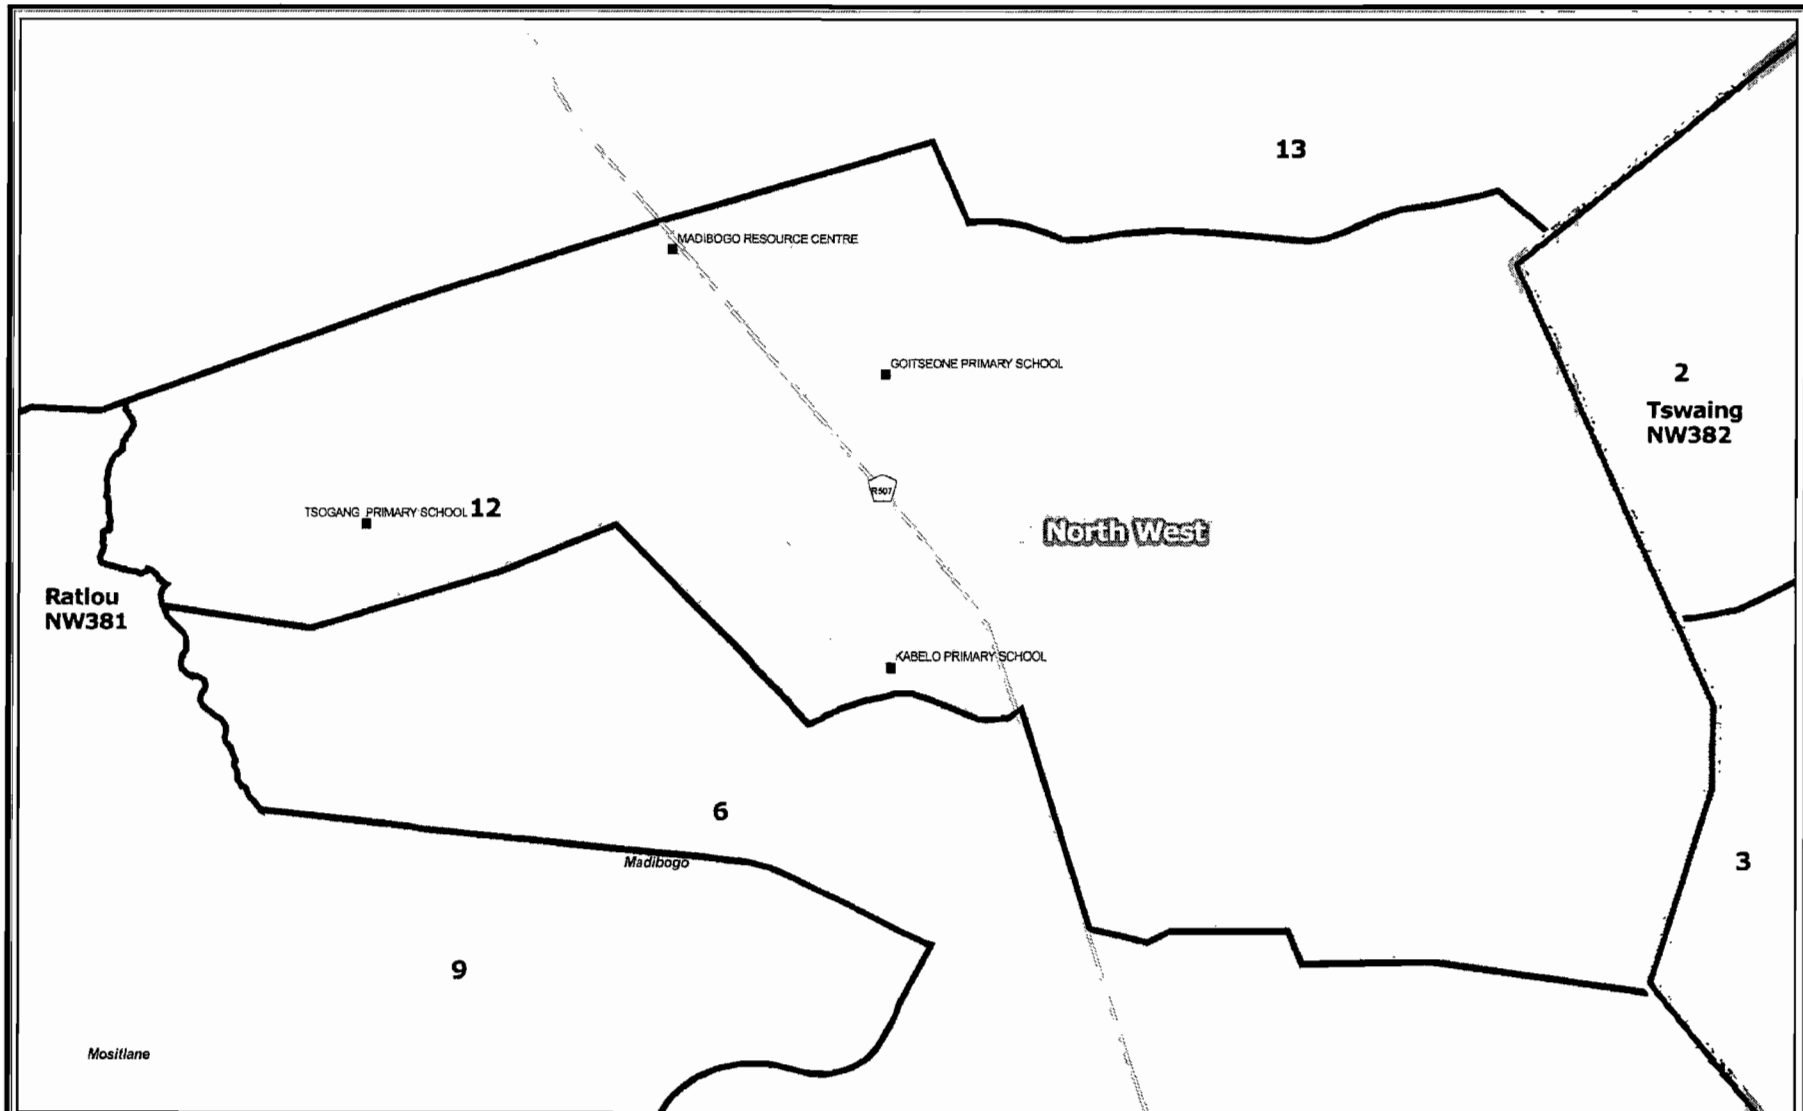 13
MADIBOGO RESOURCE CENTRE
GOITSEONE PRIMARY SCHOOL
2
Tswaing
NW382
R507
TSOGANG PRIMARY SCHOOL
12
North West
Ratlou
NW381
KABELO PRIMARY SCHOOL
6
Madibogo
3
9
Mositlane